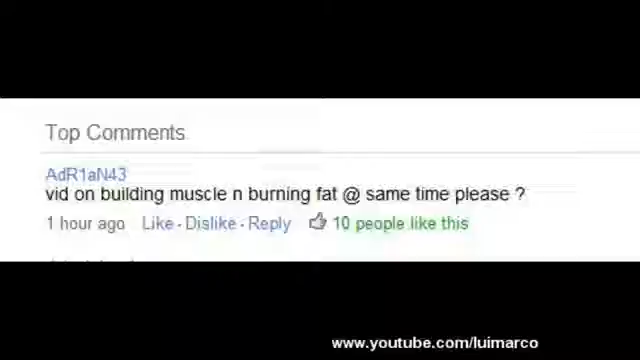 Top Comments
AdR1aN43
vid on building muscle n burning fat @ same time please ?
1 hour ago Like - Dislike - Reply 10 people like this
www.youtube.com/luimarco